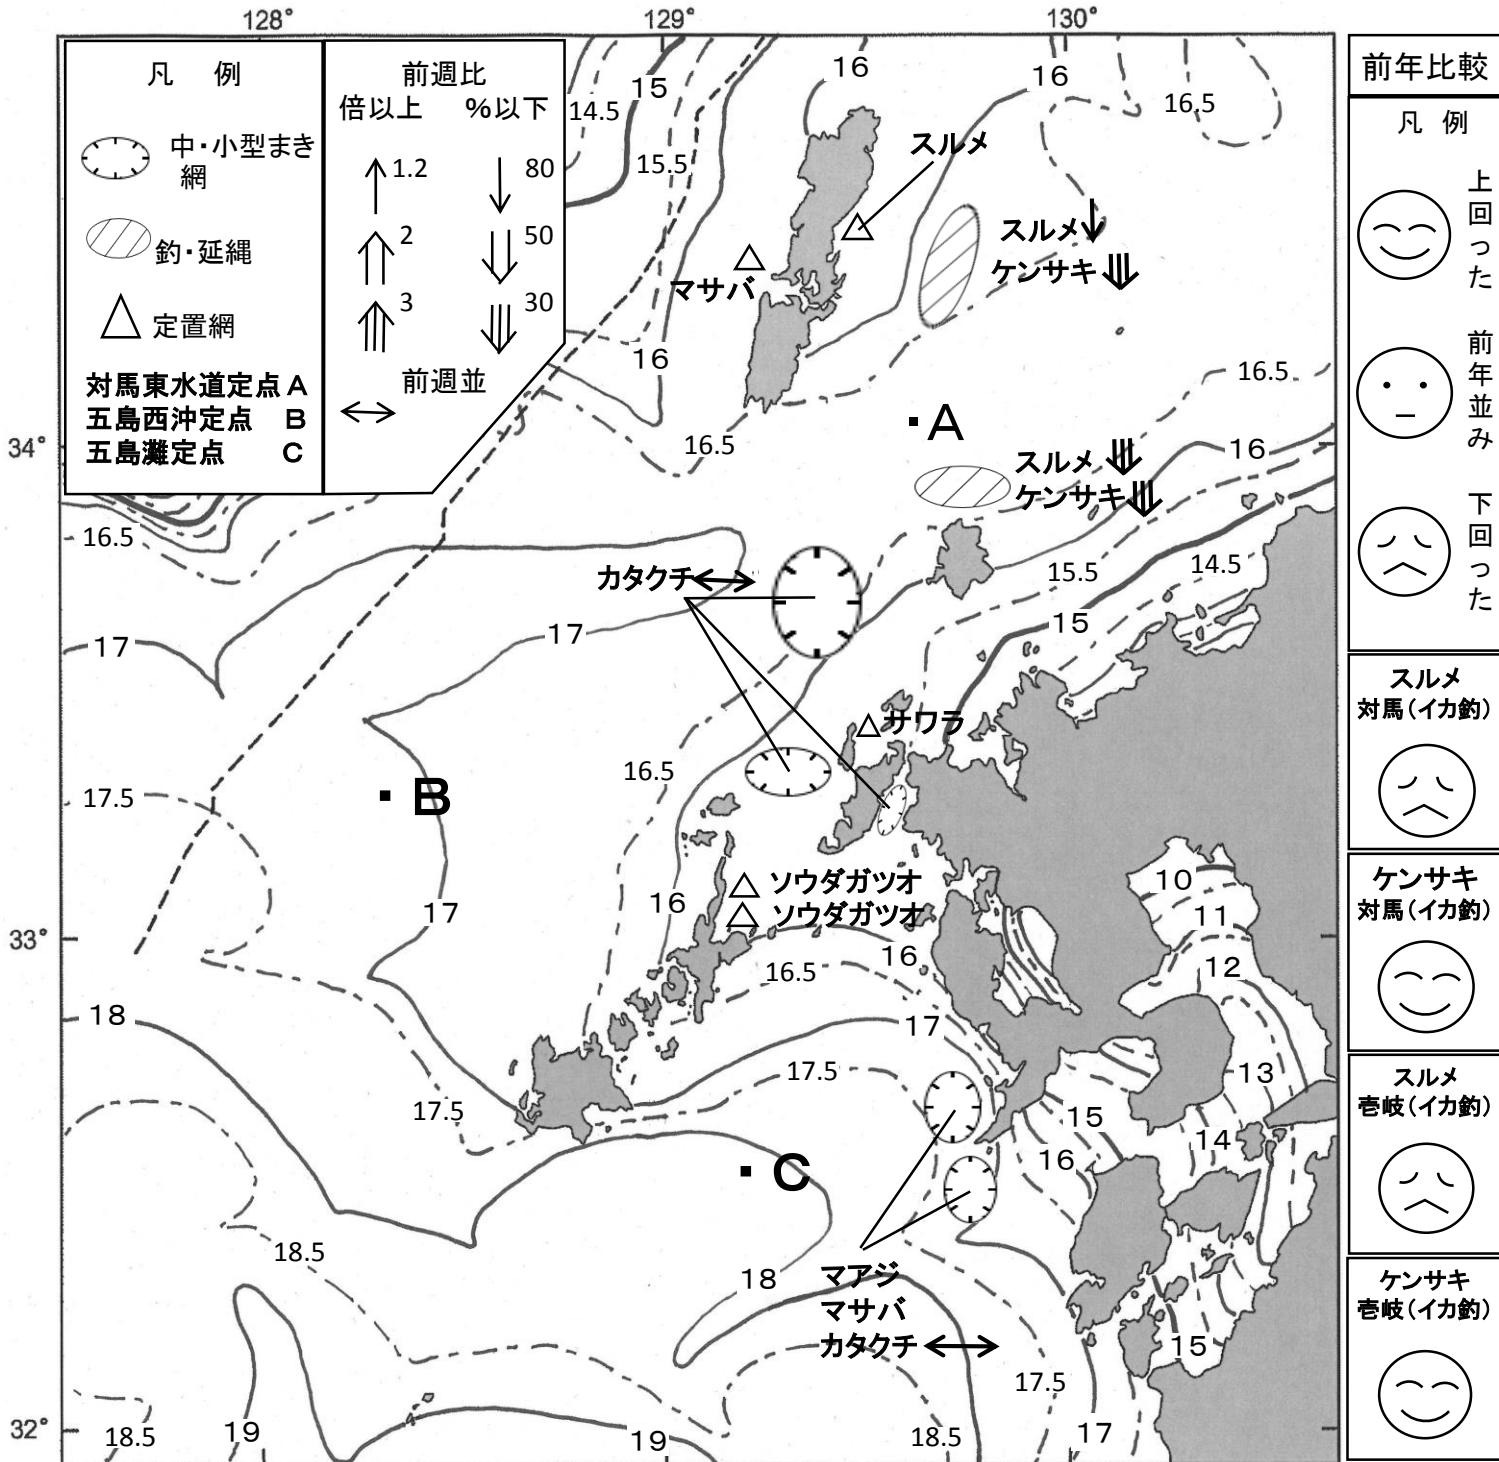 128°
129°
130°
凡 例
中・小型まき
網
釣・延縄
定置網
対馬東水道定点 A
五島西沖定点 B
五島灘定点 C
前週比
倍以上 %以下
1.2 80
2 50
3 30
前週並
15
14.5
15.5
16
16
16.5
スルメ
マサバ
スルメ
ケンサキ
16
16.5
16.5
A
34°
スルメ
ケンサキ
16
16.5
カタクチ
15.5
14.5
15
17
17
サワラ
16.5
17.5
B
ソウダガツオ
ソウダガツオ
10
11
12
16
17
33°
16
16.5
18
17
17.5
17.5
13
15
14
16
C
18.5
18
マアジ
マサバ
カタクチ
15
17.5
32°
18.5
19
19
18.5
17
前年比較
凡 例
上回った
前年並み
下回った
スルメ
対馬(イカ釣)
ケンサキ
対馬(イカ釣)
スルメ
壱岐(イカ釣)
ケンサキ
壱岐(イカ釣)